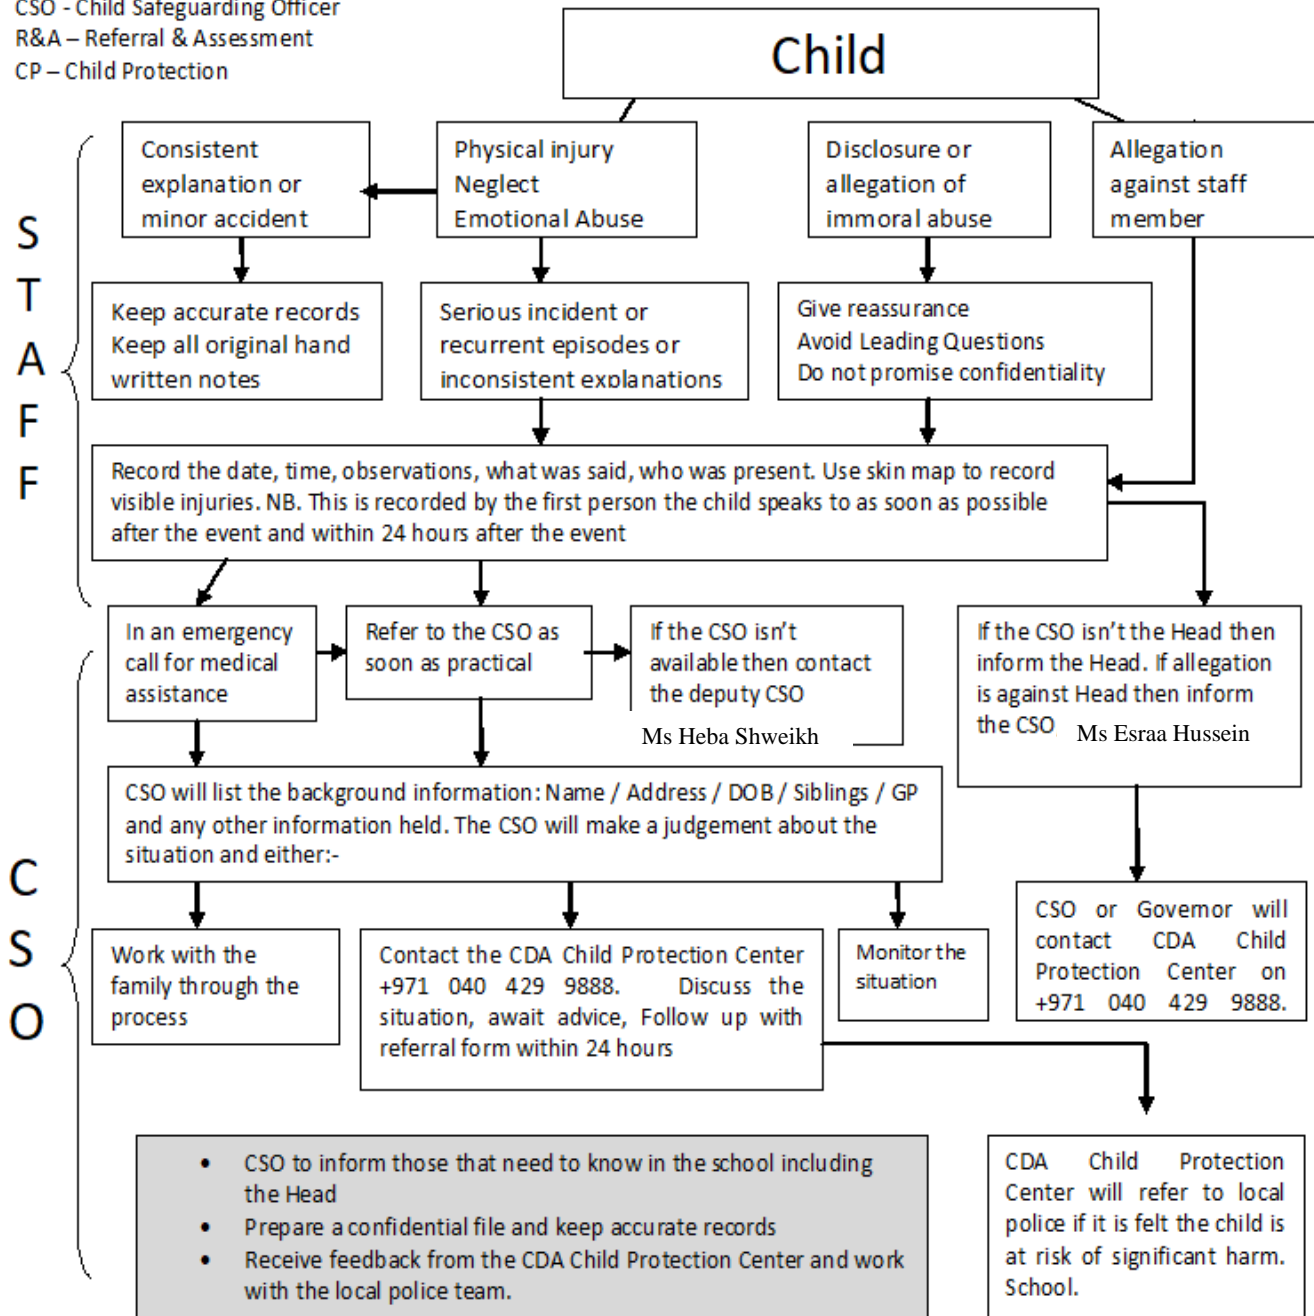 CSO - Child Safeguarding Officer
R&A – Referral & Assessment
CP – Child Protection
Child
Consistent
explanation or
minor accident
Physical injury
Neglect
Emotional Abuse
Disclosure or
allegation of
immoral abuse
Allegation
against staff
member
S
T
A
F
F
Keep accurate records
Keep all original hand
written notes
Serious incident or
recurrent episodes or
inconsistent explanations
Give reassurance
Avoid Leading Questions
Do not promise confidentiality
Record the date, time, observations, what was said, who was present. Use skin map to record
visible injuries. NB. This is recorded by the first person the child speaks to as soon as possible
after the event and within 24 hours after the event
In an emergency
call for medical
assistance
Refer to the CSO as
soon as practical
If the CSO isn't
available then contact
the deputy CSO
Ms Heba Shweikh
If the CSO isn't the Head then
inform the Head. If allegation
is against Head then inform
the CSO Ms Esraa Hussein
CSO will list the background information: Name / Address / DOB / Siblings / GP
and any other information held. The CSO will make a judgement about the
situation and either:-
C
S
O
Work with the
family through the
process
Contact the CDA Child Protection Center
+971 040 429 9888. Discuss the
situation, await advice, Follow up with
referral form within 24 hours
Monitor the
situation
CSO or Governor will
contact CDA Child
Protection Center on
+971 040 429 9888.
• CSO to inform those that need to know in the school including
the Head
• Prepare a confidential file and keep accurate records
• Receive feedback from the CDA Child Protection Center and work
with the local police team.
CDA Child Protection
Center will refer to local
police if it is felt the child is
at risk of significant harm.
School.